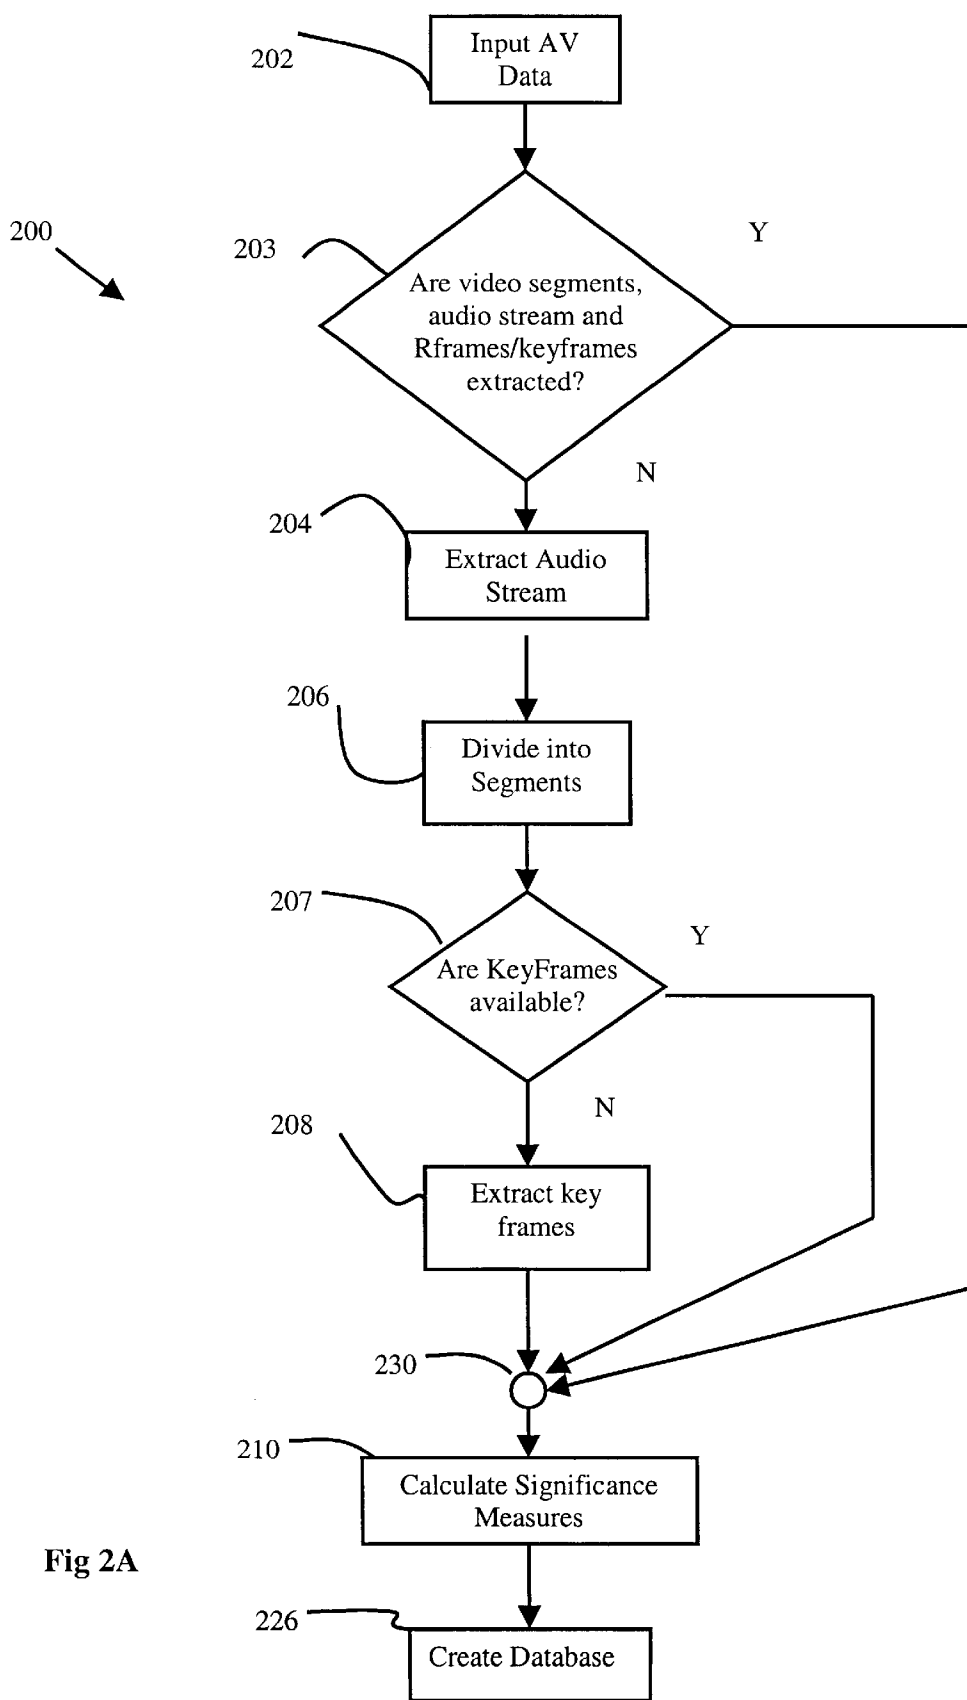 Input AV
Data
202
200
203
Y
Are video segments,
audio stream and
Rframes/keyframes
extracted?
N
204
Extract Audio
Stream
206
Divide into
Segments
207
Y
Are KeyFrames
available?
N
208
Extract key
frames
230
210
Calculate Significance
Measures
Fig 2A
226
Create Database